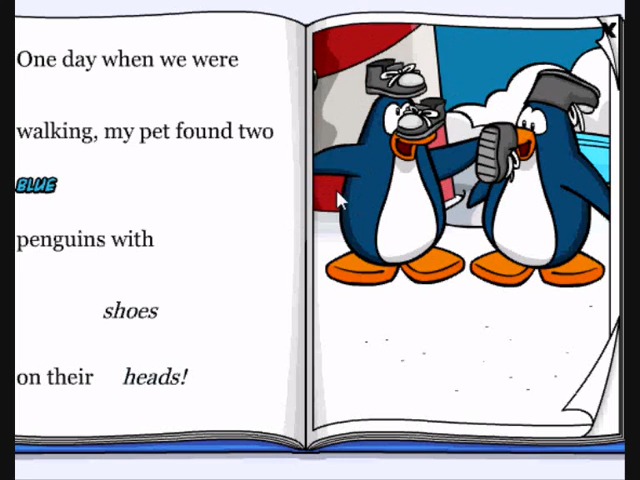 One day when we were
walking, my pet found two
BLUE
penguins with
shoes
on their heads!
X